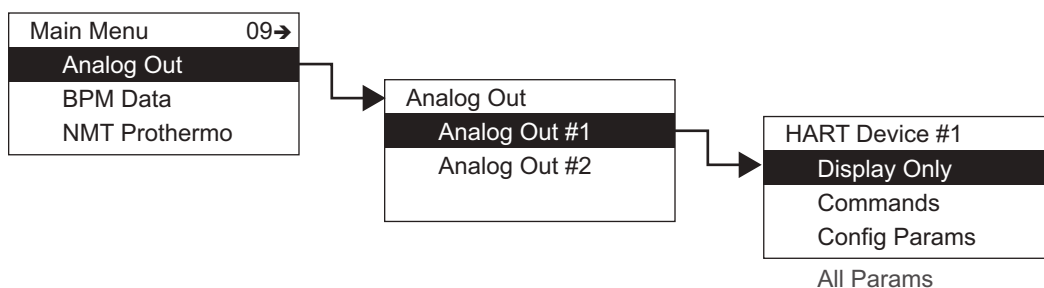 Main Menu 09➔
Analog Out
BPM Data
NMT Prothermo
Analog Out
Analog Out #1
Analog Out #2
HART Device #1
Display Only
Commands
Config Params
All Params